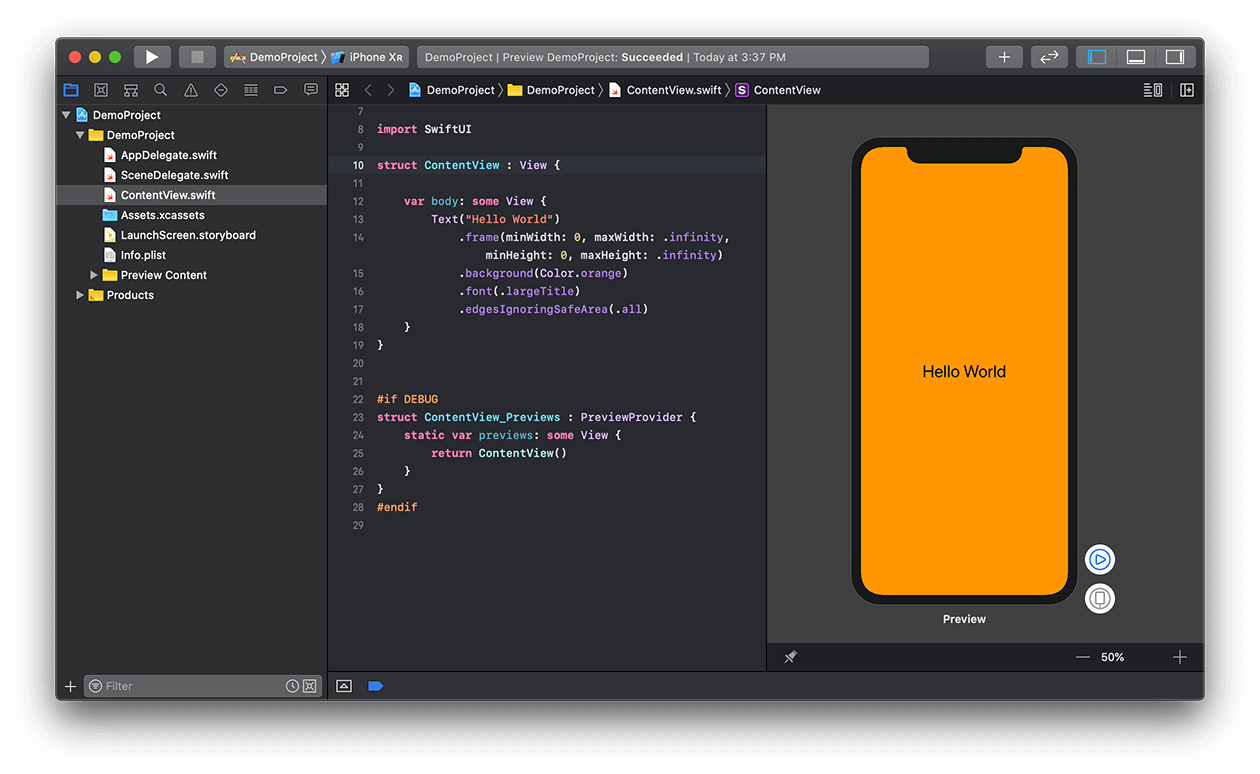 DemoProject iPhone XR
DemoProject | Preview DemoProject: Succeeded | Today at 3:37 PM
DemoProject
DemoProject
AppDelegate.swift
SceneDelegate.swift
ContentView.swift
Assets.xcassets
LaunchScreen.storyboard
Info.plist
Preview Content
Products
Filter
DemoProject DemoProject ContentView.swift S ContentView
7
8 import SwiftUI
9
10 struct ContentView : View {
11
12 var body: some View {
13 Text("Hello World")
14 .frame(minWidth: 0, maxWidth: .infinity,
minHeight: 0, maxHeight: .infinity)
15 .background(Color.orange)
16 .font(.largeTitle)
17 .edgesIgnoringSafeArea(.all)
18 }
19 }
20
21
22 #if DEBUG
23 struct ContentView_Previews : PreviewProvider {
24 static var previews: some View {
25 return ContentView()
26 }
27 }
28 #endif
29
Hello World
Preview
50%